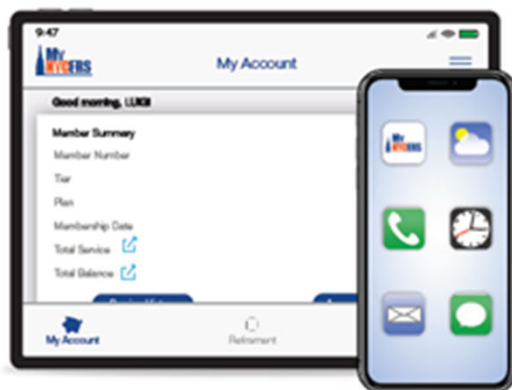 9:47
My
NYCERS
My Account
Good morning, LUIGI
Member Summary
Member Number
Tier
Plan
Membership Date
Total Service
Total Balance
My Account
Retirement
My
NYCERS